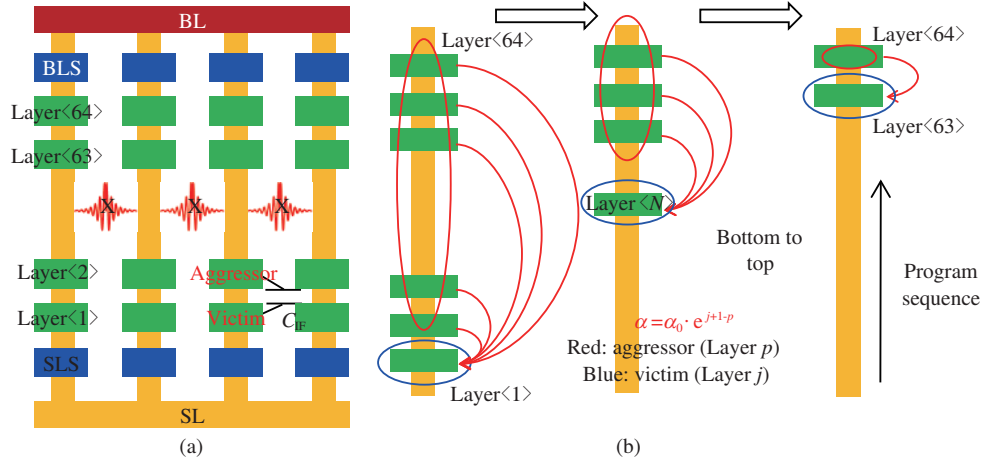 BL
BLS
Layer<64>
Layer<63>
X X X
Layer<2>
Aggressor
Layer<1>
Victim
C_IF
SLS
SL
(a)
Layer<64>
Layer<1>
Layer<N>
Bottom to
top
α = α₀ · e^{j+1-p}
Red: aggressor (Layer p)
Blue: victim (Layer j)
Layer<64>
Layer<63>
Program
sequence
(b)